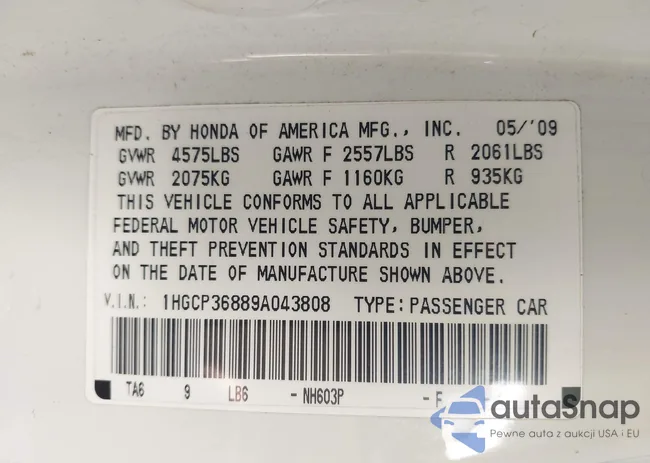 MFD. BY HONDA OF AMERICA MFG., INC. 05/'09
GVWR 4575LBS GAWR F 2557LBS R 2061LBS
GVWR 2075KG GAWR F 1160KG R 935KG
THIS VEHICLE CONFORMS TO ALL APPLICABLE
FEDERAL MOTOR VEHICLE SAFETY, BUMPER,
AND THEFT PREVENTION STANDARDS IN EFFECT
ON THE DATE OF MANUFACTURE SHOWN ABOVE.
V.I.N.: 1HGCP36889A043808 TYPE: PASSENGER CAR
TA6 9 LB6 -NH603P -F
autasnap
Pewne auta z aukcji USA i EU